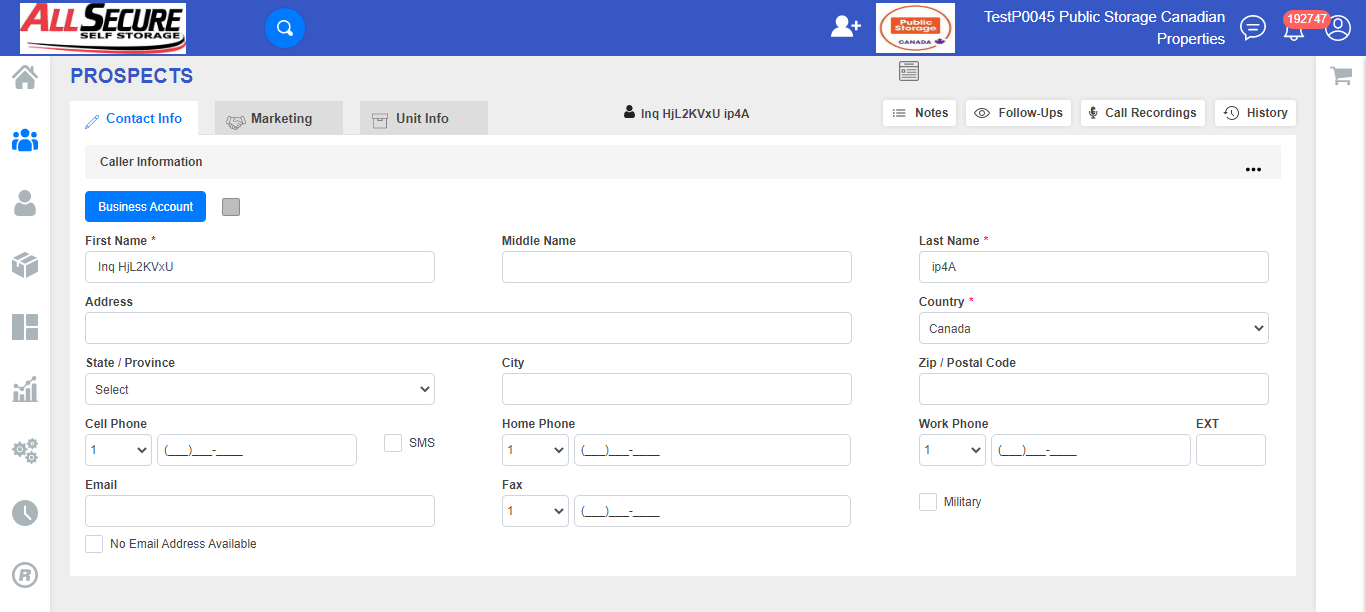 ALLSECURE
SELF STORAGE
Public
Storage
CANADA
TestP0045 Public Storage Canadian
Properties
192747
PROSPECTS
Contact Info
Marketing
Unit Info
Inq HjL2KVxU ip4A
Notes
Follow-Ups
Call Recordings
History
Caller Information
Business Account
First Name *
Middle Name
Last Name *
Inq HjL2KVxU
ip4A
Address
Country *
Canada
State / Province
City
Zip / Postal Code
Select
Cell Phone
Home Phone
Work Phone
EXT
1
(___)___-____
SMS
1
(___)___-____
1
(___)___-____
Email
Fax
1
(___)___-____
Military
No Email Address Available
R